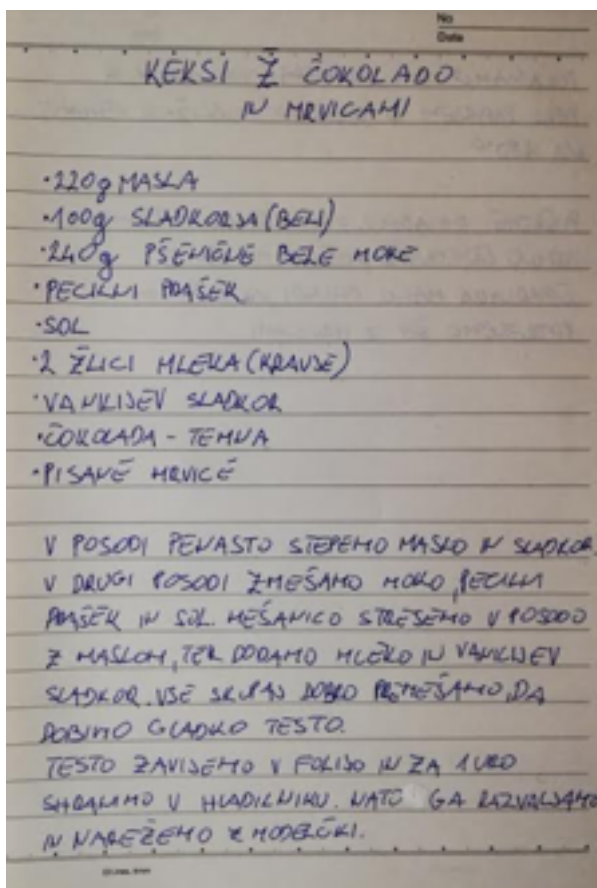 No
Date
KEKSI Ž ČOKOLADO
IN MRVICAMI
•220g MASLA
•100g SLADKORJA (BELI)
•240g PŠENIČNE BELE MOKE
•PECILNI PRAŠEK
•SOL
•2 ŽLICI MLEKA (KRAVJE)
•VANILIJEV SLADKOR
•ČOKOLADA - TEMNA
•PISANE MRVICE
V POSODI PENASTO STEPEMO MASLO IN SLADKOR.
V DRUGI POSODI ZMEŠAMO MOKO, PECILNI
PRAŠEK IN SOL. MEŠANICO STRESEMO V POSODO
Z MASLOM, TER DODAMO MLEKO IN VANILIJEV
SLADKOR. VSE SKUPAJ DOBRO PREMEŠAMO, DA
DOBIMO GLADKO TESTO.
TESTO ZAVIJEMO V FOLIJO IN ZA 1 URO
SHRANIMO V HLADILNIKU. NATO GA RAZVALJAMO
IN NAREŽEMO Z MODELČKI.